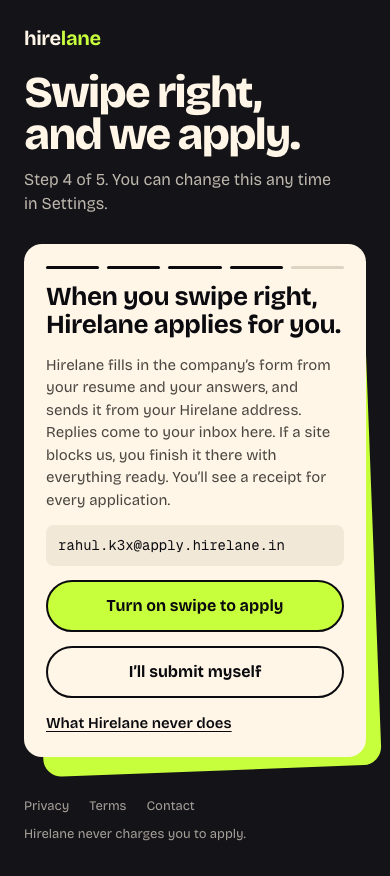 hirelane
Swipe right,
and we apply.
Step 4 of 5. You can change this any time
in Settings.
When you swipe right,
Hirelane applies for you.
Hirelane fills in the company’s form from
your resume and your answers, and
sends it from your Hirelane address.
Replies come to your inbox here. If a site
blocks us, you finish it there with
everything ready. You’ll see a receipt for
every application.
rahul.k3x@apply.hirelane.in
Turn on swipe to apply
I’ll submit myself
What Hirelane never does
Privacy Terms Contact
Hirelane never charges you to apply.